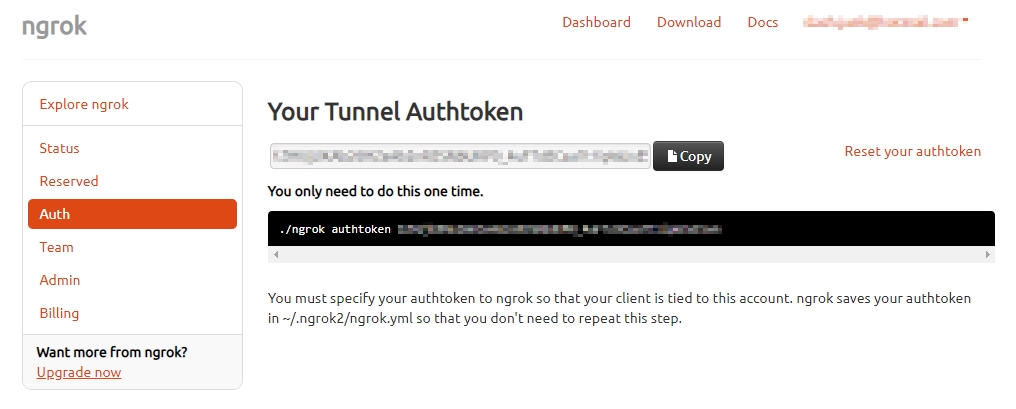 ngrok
Dashboard Download Docs
Explore ngrok
Status
Reserved
Auth
Team
Admin
Billing
Want more from ngrok?
Upgrade now
Your Tunnel Authtoken
Copy
Reset your authtoken
You only need to do this one time.
./ngrok authtoken
You must specify your authtoken to ngrok so that your client is tied to this account. ngrok saves your authtoken
in ~/.ngrok2/ngrok.yml so that you don't need to repeat this step.